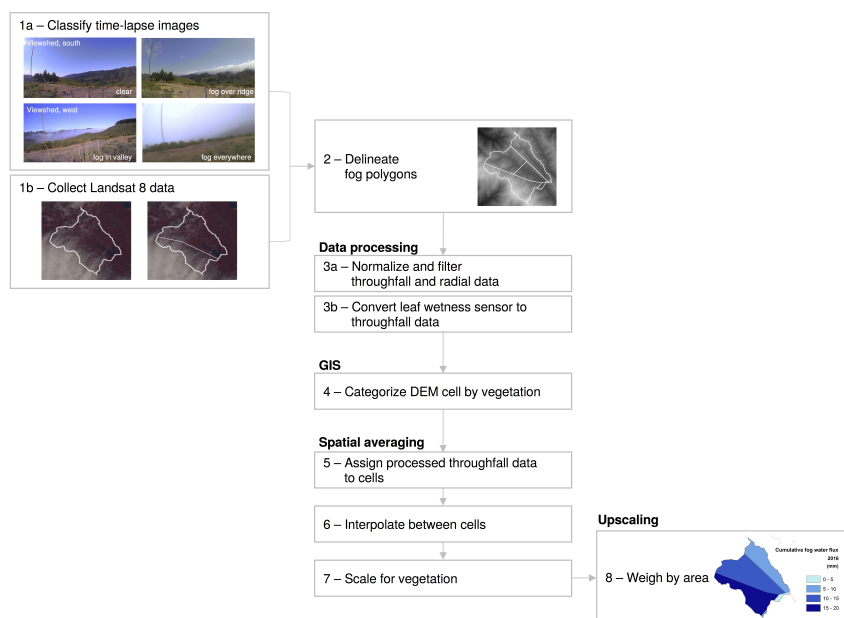 1a – Classify time-lapse images
Viewshed, south
clear
fog over ridge
Viewshed, west
fog in valley
fog everywhere
1b – Collect Landsat 8 data
2 – Delineate
fog polygons
Data processing
3a – Normalize and filter
throughfall and radial data
3b – Convert leaf wetness sensor to
throughfall data
GIS
4 – Categorize DEM cell by vegetation
Spatial averaging
5 – Assign processed throughfall data
to cells
6 – Interpolate between cells
7 – Scale for vegetation
Upscaling
8 – Weigh by area
Cumulative fog water flux
2016
(mm)
0 - 5
5 - 10
10 - 15
15 - 20